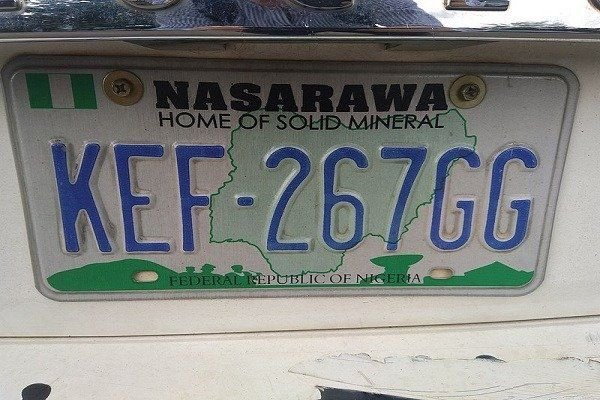 NASARAWA
HOME OF SOLID MINERAL
KEF-267GG
FEDERAL REPUBLIC OF NIGERIA